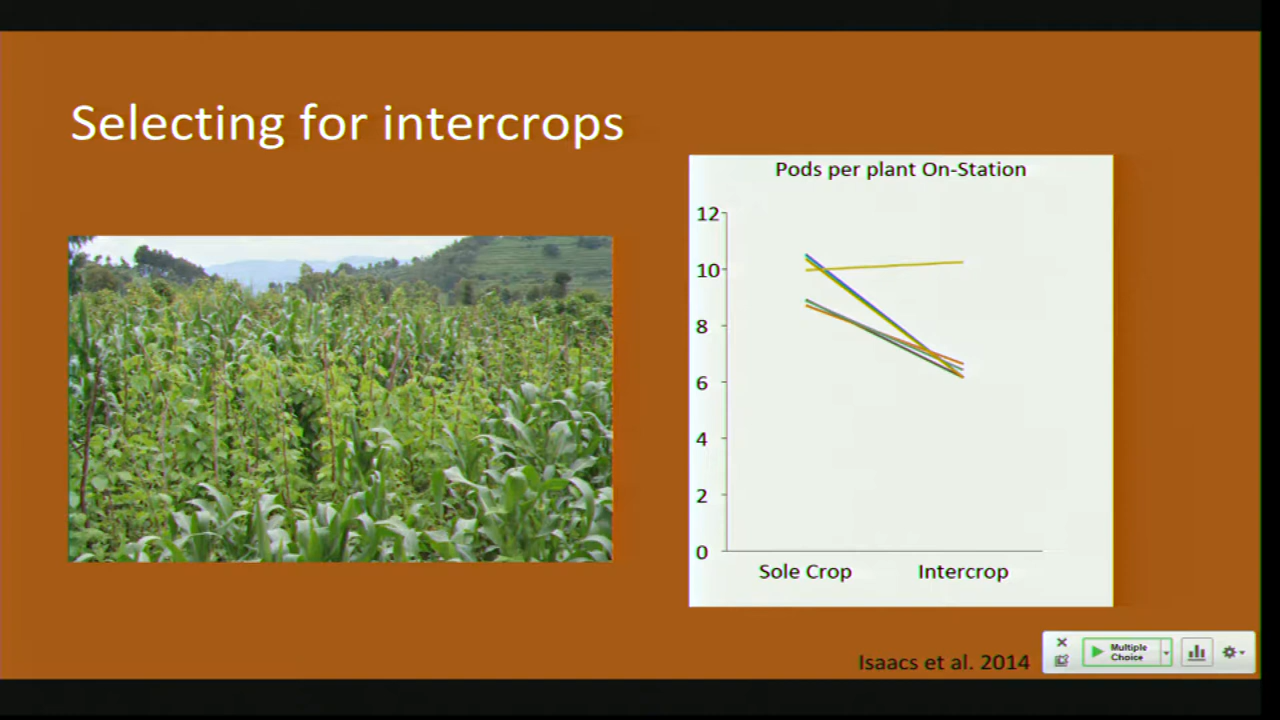 Selecting for intercrops
Pods per plant On-Station
12
10
8
6
4
2
0
Sole Crop
Intercrop
Isaacs et al. 2014
Multiple
Choice